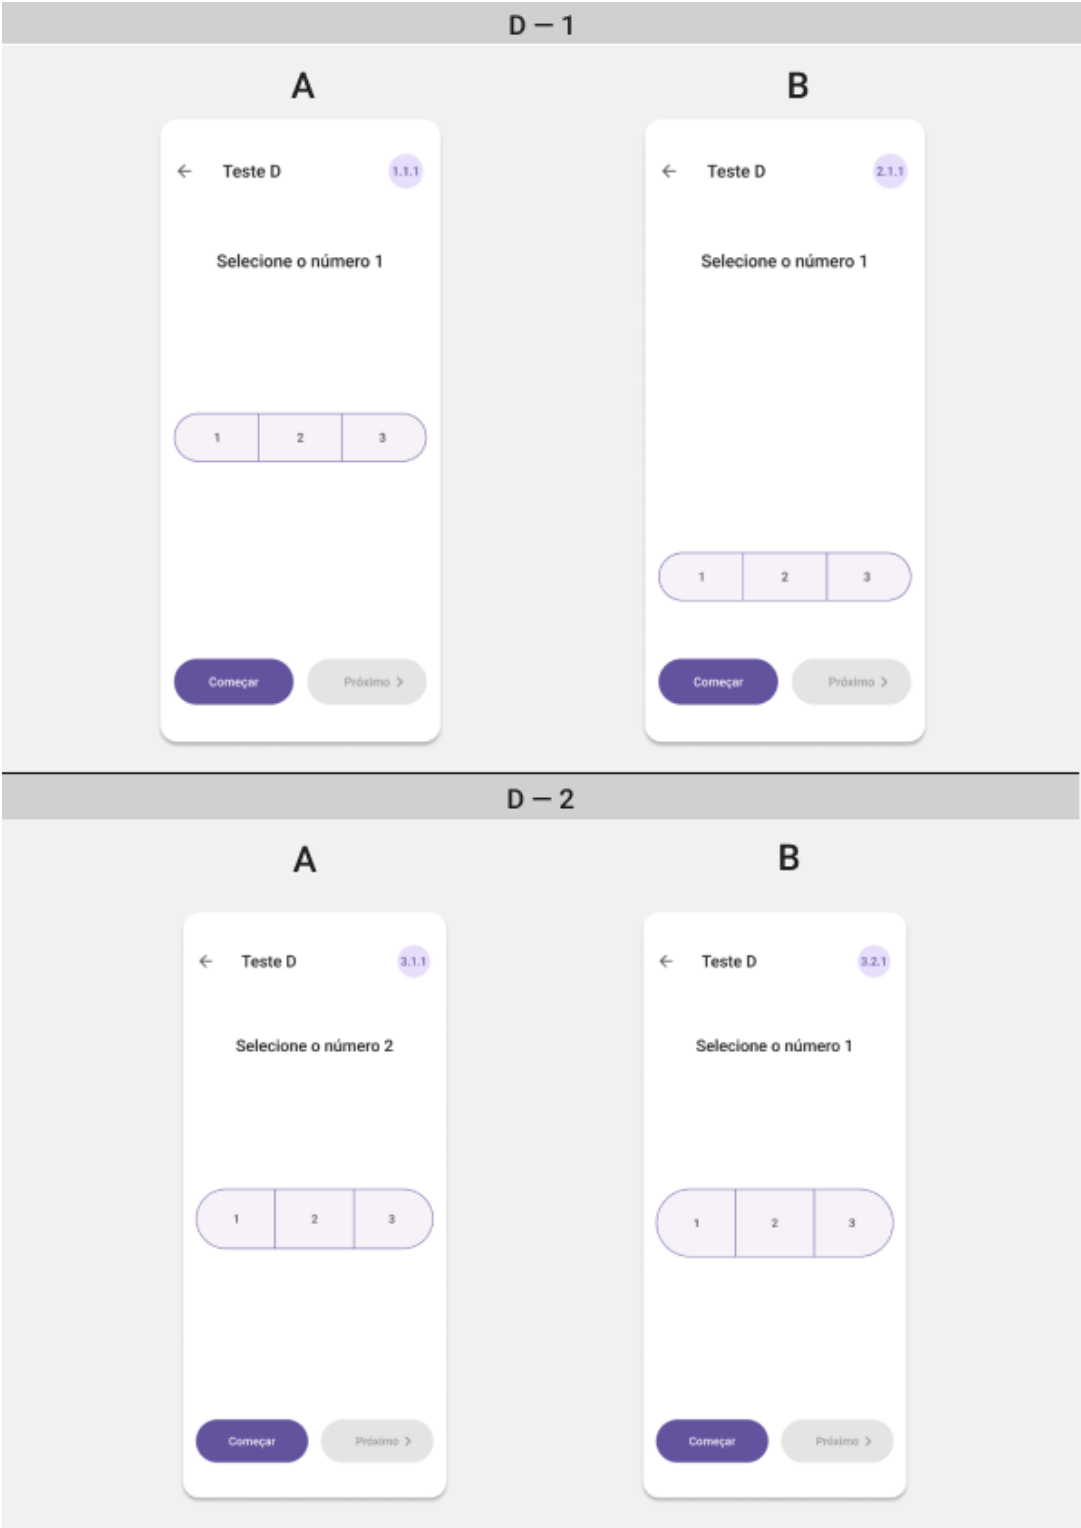 D — 1
A
B
Teste D
1.1.1
Selecione o número 1
1
2
3
Começar
Próximo >
Teste D
2.1.1
Selecione o número 1
1
2
3
Começar
Próximo >
D — 2
A
B
Teste D
3.1.1
Selecione o número 2
1
2
3
Começar
Próximo >
Teste D
3.2.1
Selecione o número 1
1
2
3
Começar
Próximo >